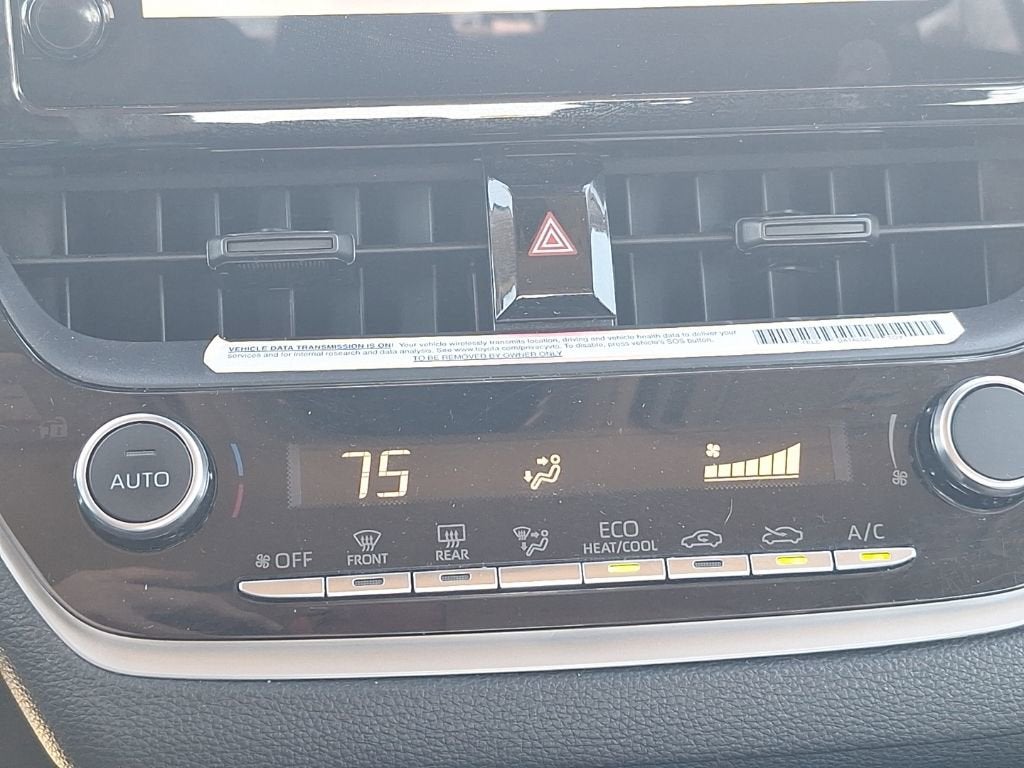 VEHICLE DATA TRANSMISSION IS ON! Your vehicle wirelessly transmits location, driving and vehicle health data to deliver your
services and for internal research and data analysis. See www.toyota.com/privacyvts. To disable, press vehicle's SOS button.
TO BE REMOVED BY OWNER ONLY
AUTO
75
OFF
FRONT
REAR
ECO
HEAT/COOL
A/C